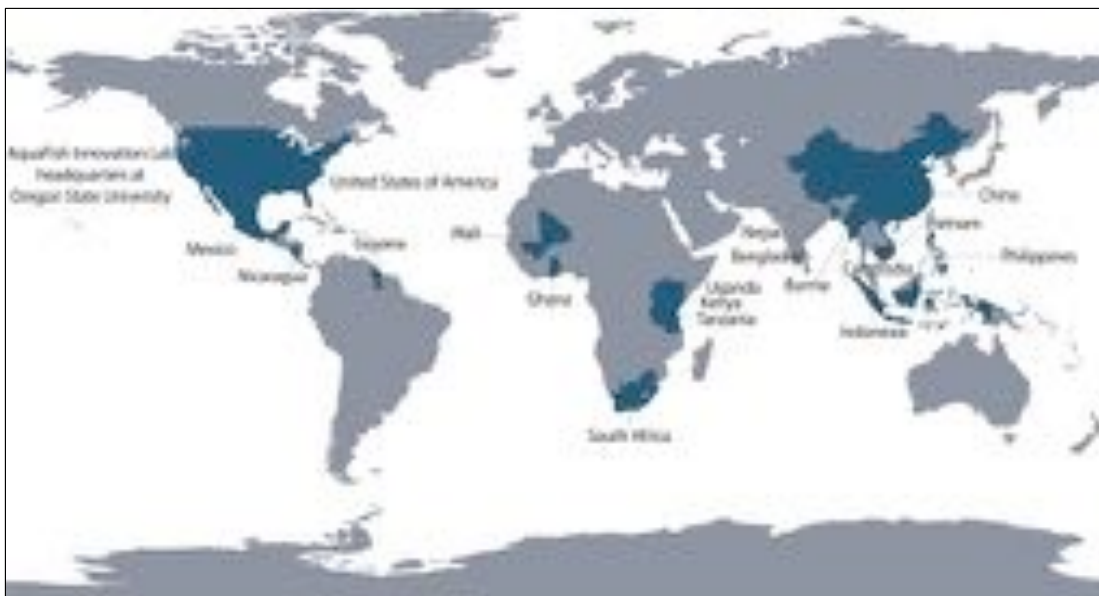 AquaFish Innovation Lab
headquarters at
Oregon State University
United States of America
Mexico
Nicaragua
Guyana
Mali
Ghana
Uganda
Kenya
Tanzania
South Africa
Nepal
Bangladesh
Burma
China
Vietnam
Cambodia
Philippines
Indonesia